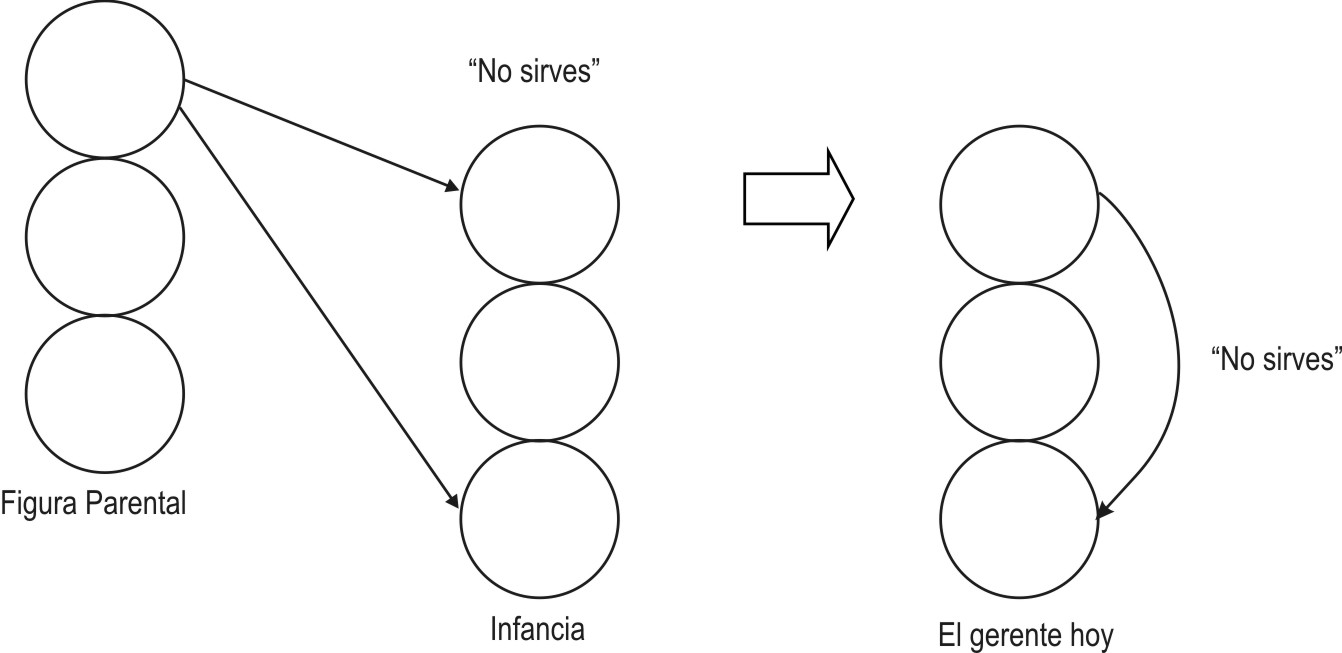 “No sirves”
Figura Parental
Infancia
“No sirves”
El gerente hoy